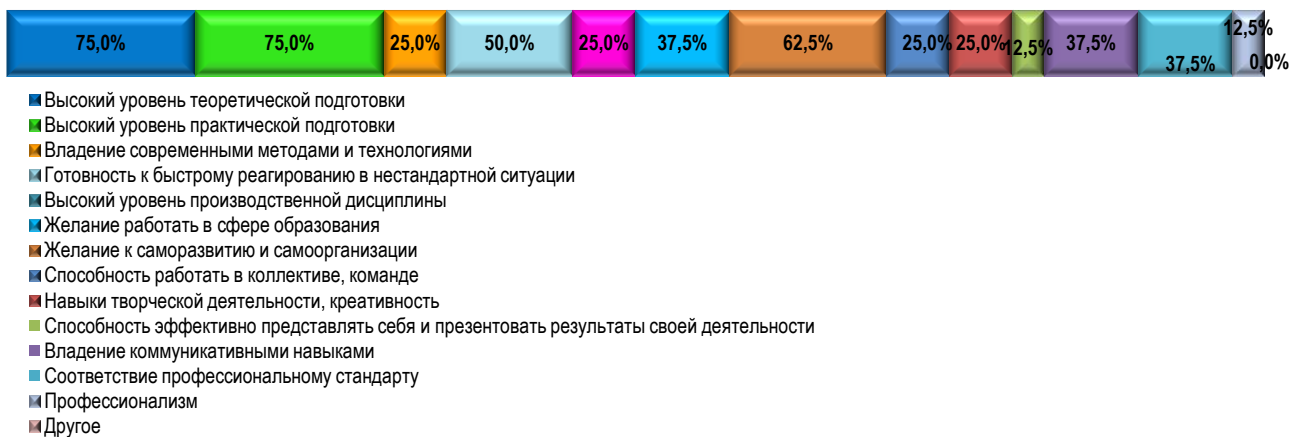 75,0% 75,0% 25,0% 50,0% 25,0% 37,5% 62,5% 25,0% 25,0% 12,5% 37,5% 37,5% 12,5% 0,0%
Высокий уровень теоретической подготовки
Высокий уровень практической подготовки
Владение современными методами и технологиями
Готовность к быстрому реагированию в нестандартной ситуации
Высокий уровень производственной дисциплины
Желание работать в сфере образования
Желание к саморазвитию и самоорганизации
Способность работать в коллективе, команде
Навыки творческой деятельности, креативность
Способность эффективно представлять себя и презентовать результаты своей деятельности
Владение коммуникативными навыками
Соответствие профессиональному стандарту
Профессионализм
Другое